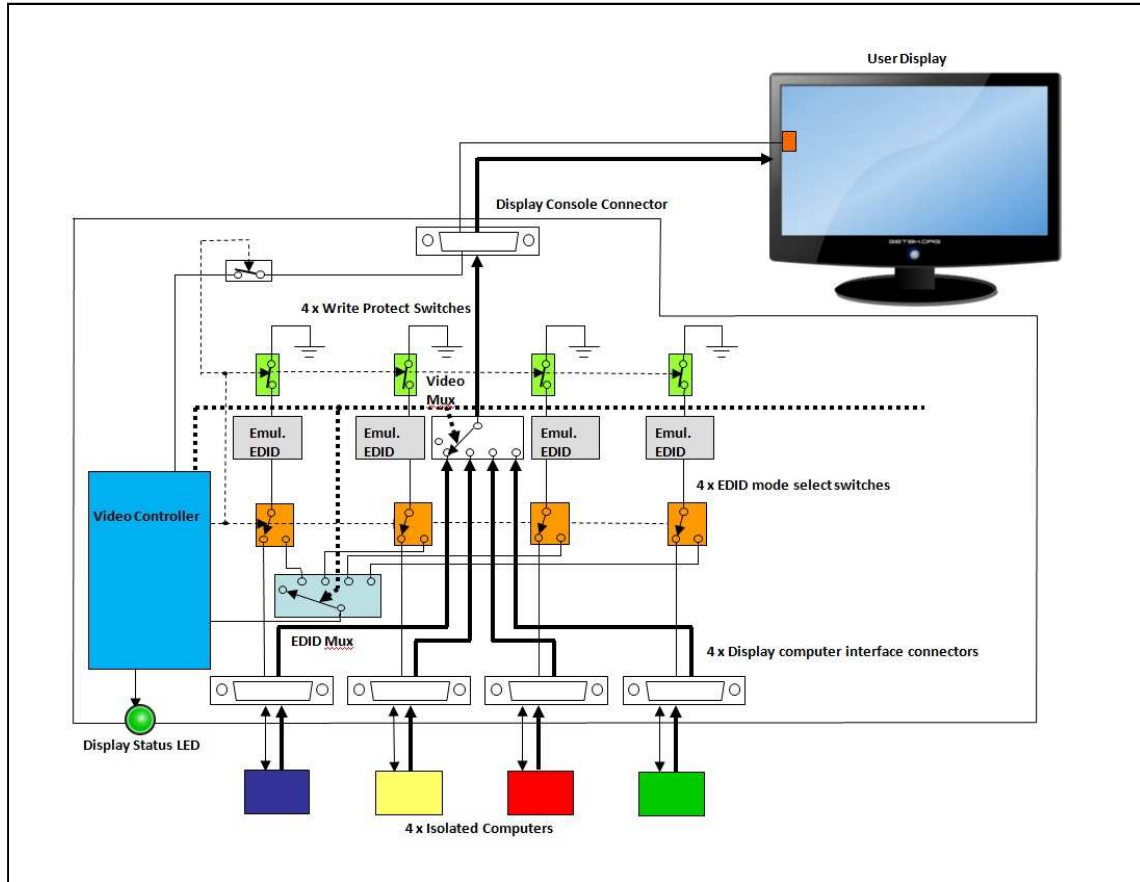 User Display
Display Console Connector
4 x Write Protect Switches
Video
Mux
Emul.
EDID
Emul.
EDID
Emul.
EDID
Emul.
EDID
4 x EDID mode select switches
Video Controller
EDID Mux
4 x Display computer interface connectors
Display Status LED
4 x Isolated Computers